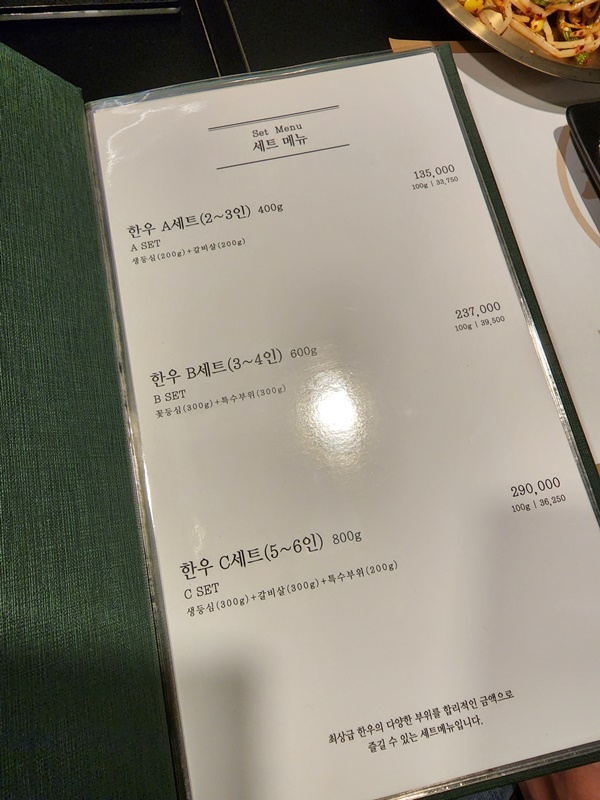 Set Menu
세트 메뉴
한우 A세트(2~3인) 400g
135,000
A SET
100g | 33,750
생등심(200g)+갈비살(200g)
한우 B세트(3~4인) 600g
237,000
B SET
100g | 39,500
꽃등심(300g)+특수부위(300g)
한우 C세트(5~6인) 800g
290,000
C SET
100g | 36,250
생등심(300g)+갈비살(300g)+특수부위(200g)
최상급 한우의 다양한 부위를 합리적인 금액으로
즐길 수 있는 세트메뉴입니다.